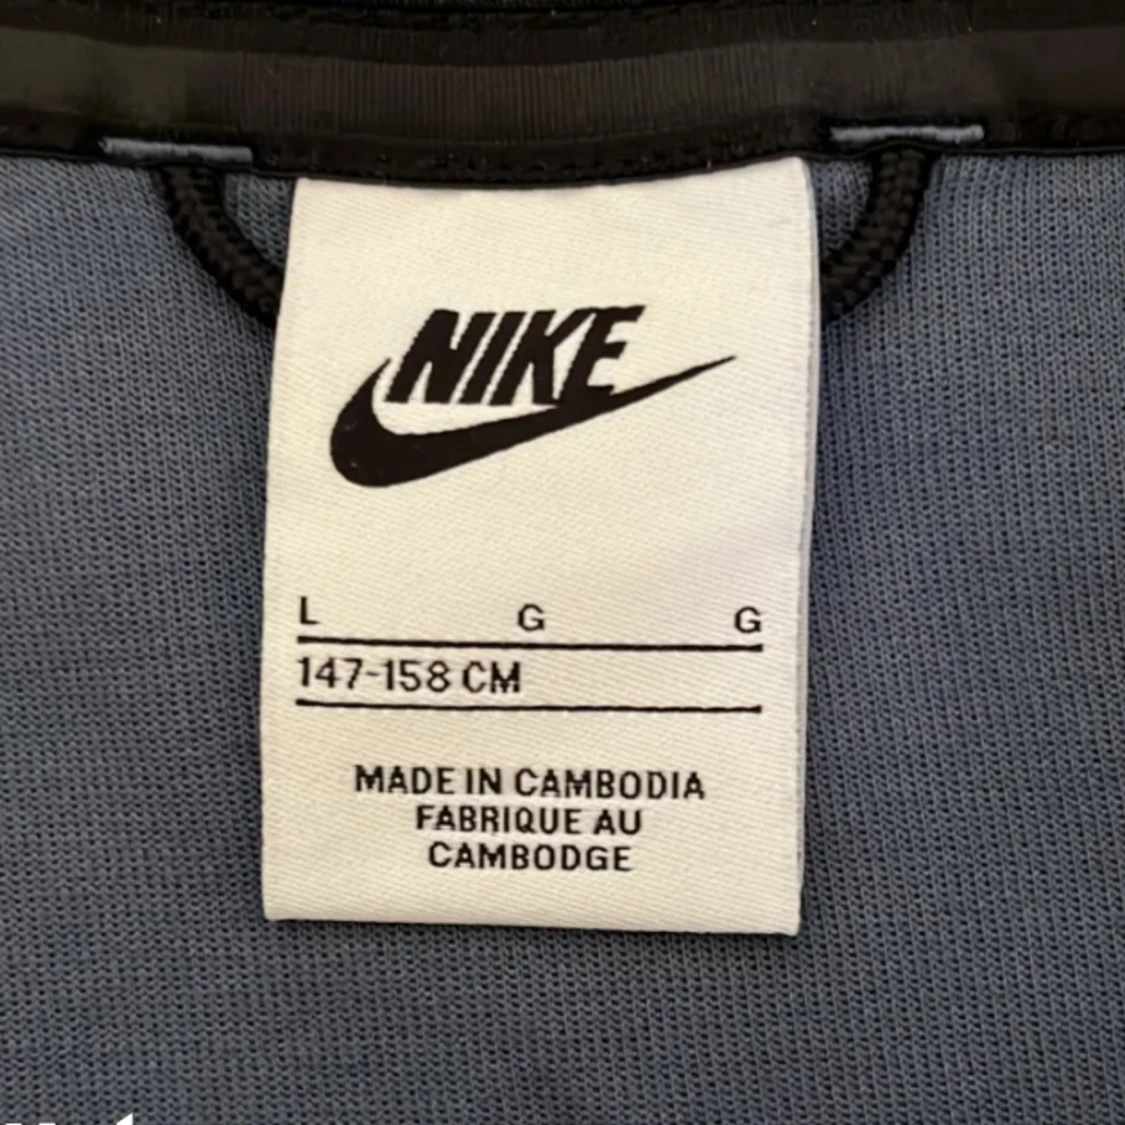 NIKE
L G G
147-158 CM
MADE IN CAMBODIA
FABRIQUE AU
CAMBODGE